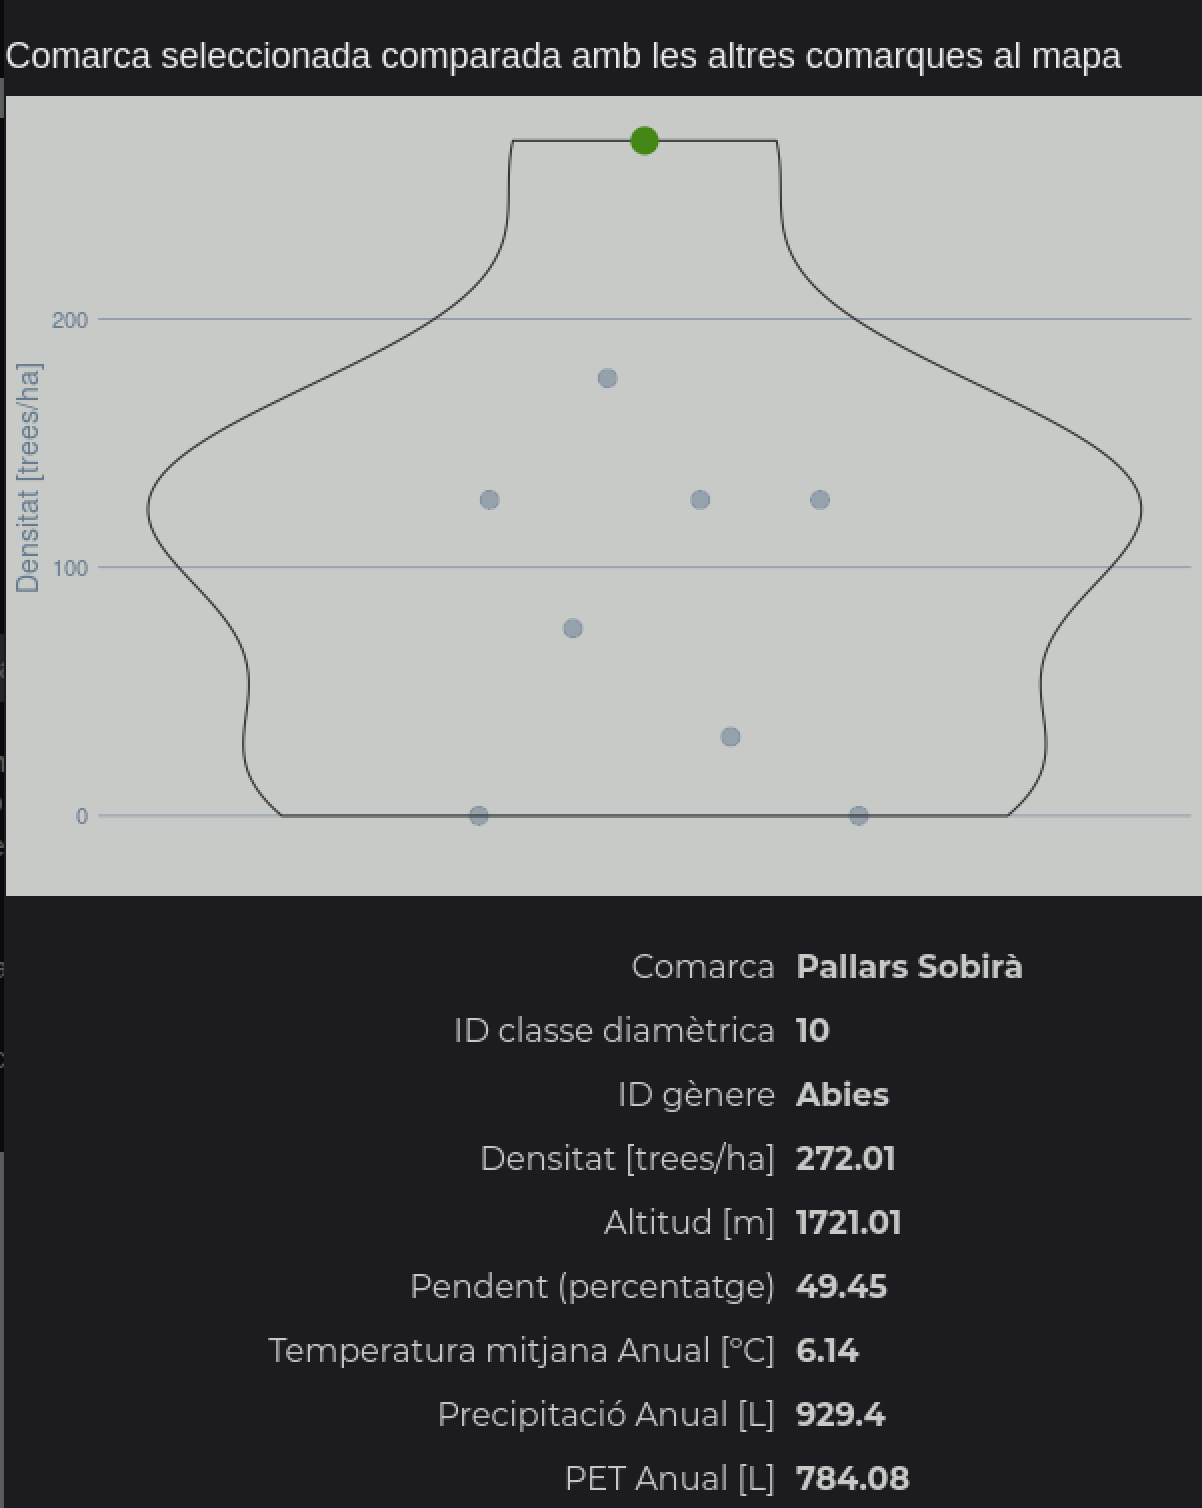 Comarca seleccionada comparada amb les altres comarques al mapa
200
Densitat [trees/ha]
100
0
Comarca Pallars Sobirà
ID classe diamètrica 10
ID gènere Abies
Densitat [trees/ha] 272.01
Altitud [m] 1721.01
Pendent (percentatge) 49.45
Temperatura mitjana Anual [ºC] 6.14
Precipitació Anual [L] 929.4
PET Anual [L] 784.08